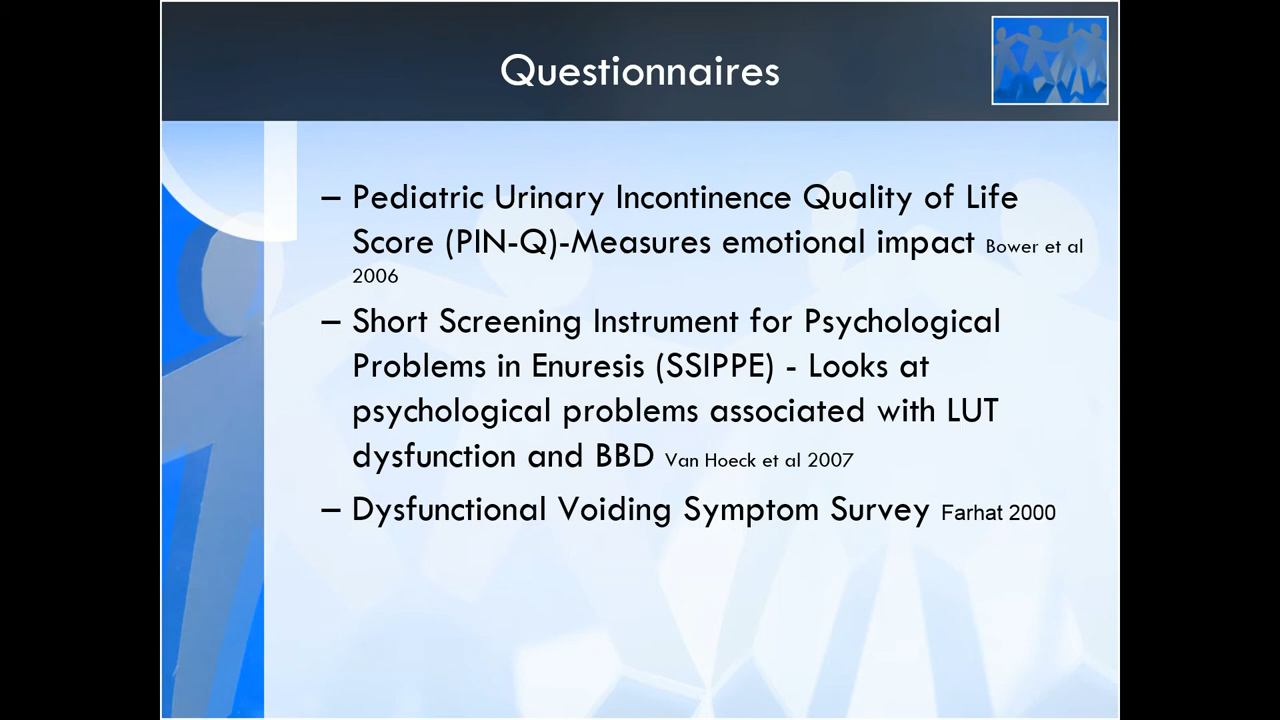 Questionnaires
– Pediatric Urinary Incontinence Quality of Life
Score (PIN-Q)-Measures emotional impact Bower et al
2006
– Short Screening Instrument for Psychological
Problems in Enuresis (SSIPPE) - Looks at
psychological problems associated with LUT
dysfunction and BBD Van Hoeck et al 2007
– Dysfunctional Voiding Symptom Survey Farhat 2000